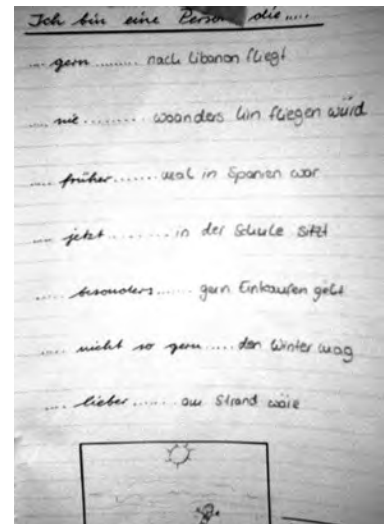 Ich bin eine Person die.....
.... gern ......... nach Libanon fliegt
.... nie ......... woanders hin fliegen würd
.... früher ....... mal in Spanien war
.... jetzt .......... in der Schule sitzt
..... besonders ...... gern Einkaufen geht
.... nicht so gern ..... den Winter mag
.... lieber ...... am Strand wäre